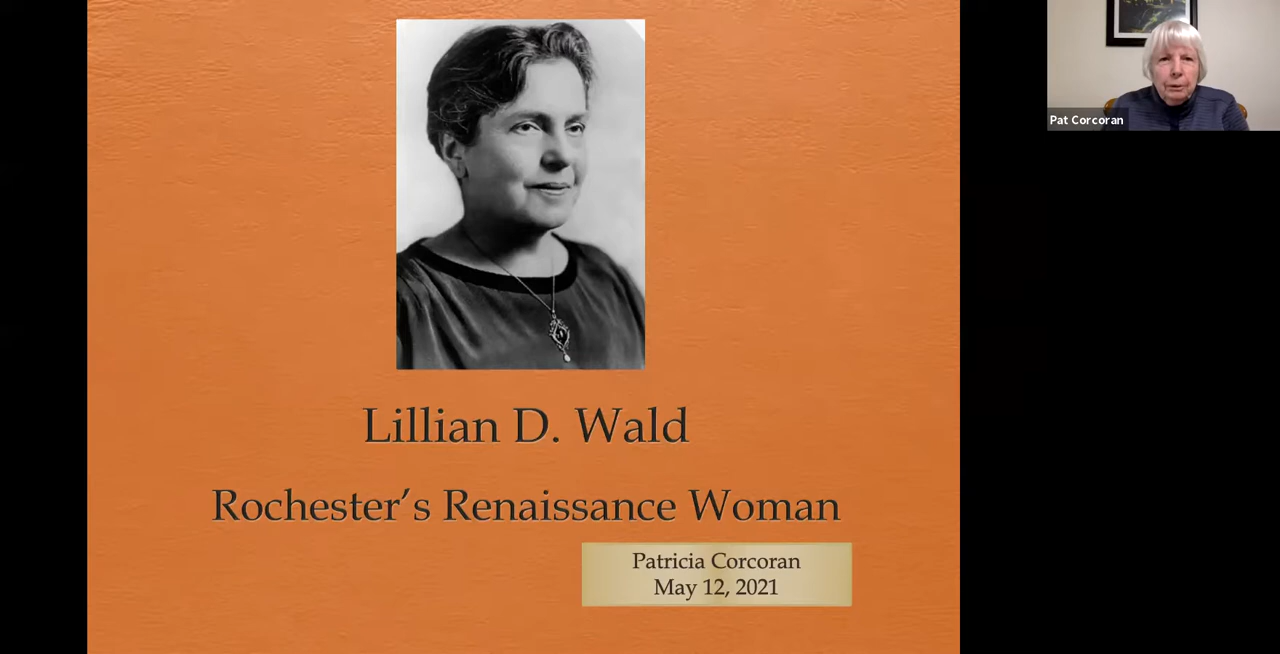 Lillian D. Wald
Rochester’s Renaissance Woman
Patricia Corcoran
May 12, 2021
Pat Corcoran